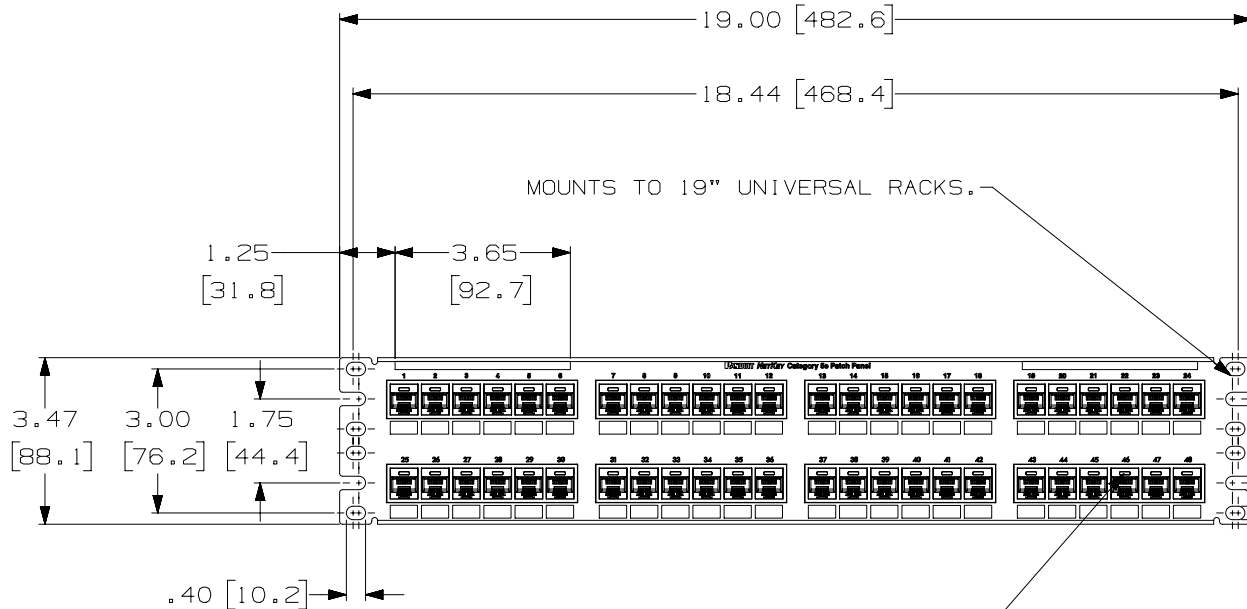 19.00 [482.6]
18.44 [468.4]
MOUNTS TO 19" UNIVERSAL RACKS.
1.25 [31.8]
3.65 [92.7]
PANDUIT NETKEY Category 5e Patch Panel
1 2 3 4 5 6 7 8 9 10 11 12 13 14 15 16 17 18 19 20 21 22 23 24
3.47 [88.1]
3.00 [76.2]
1.75 [44.4]
25 26 27 28 29 30 31 32 33 34 35 36 37 38 39 40 41 42 43 44 45 46 47 48
.40 [10.2]